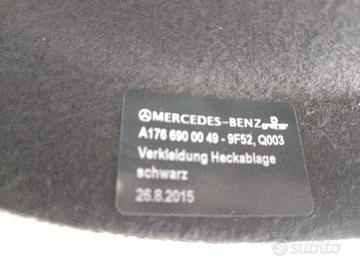 MERCEDES-BENZ
A176 690 00 49 - 9F52, Q003
Verkleidung Heckablage
schwarz
26.8.2015
subito